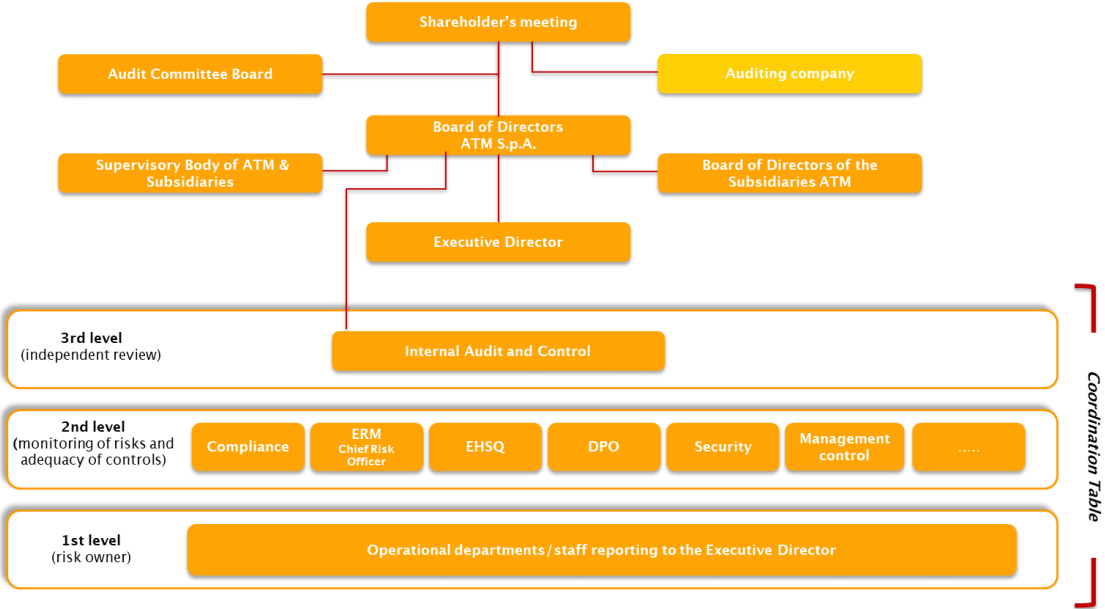 Shareholder's meeting
Audit Committee Board
Auditing company
Board of Directors
ATM S.p.A.
Supervisory Body of ATM &
Subsidiaries
Board of Directors of the
Subsidiaries ATM
Executive Director
3rd level
(independent review)
Internal Audit and Control
2nd level
(monitoring of risks and
adequacy of controls)
Compliance
ERM
Chief Risk
Officer
EHSQ
DPO
Security
Management
control
.....
1st level
(risk owner)
Operational departments/staff reporting to the Executive Director
Coordination Table